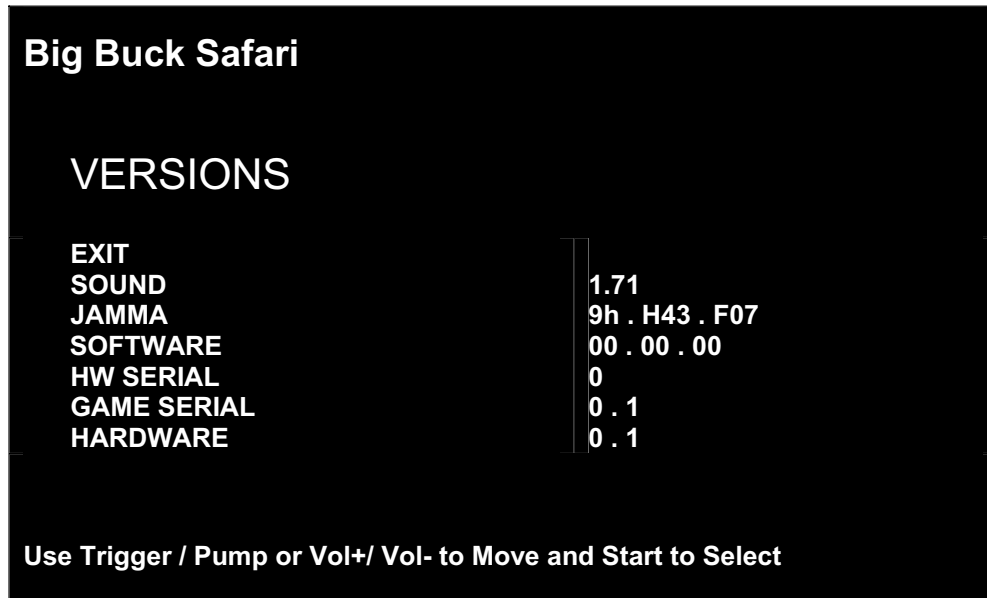 Big Buck Safari
VERSIONS
EXIT
SOUND 1.71
JAMMA 9h . H43 . F07
SOFTWARE 00 . 00 . 00
HW SERIAL 0
GAME SERIAL 0 . 1
HARDWARE 0 . 1
Use Trigger / Pump or Vol+/ Vol- to Move and Start to Select